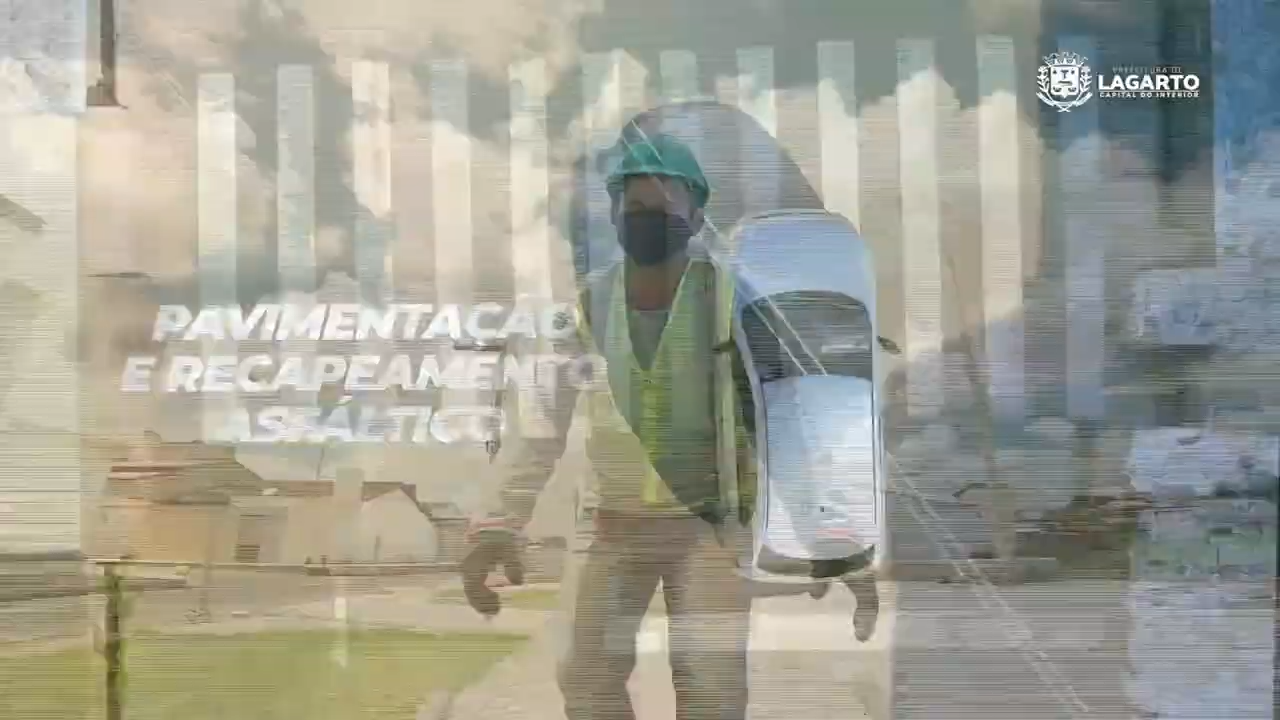 PREFEITURA DE
LAGARTO
CAPITAL DO INTERIOR
PAVIMENTAÇÃO
E RECAPEAMENTO
ASFÁLTICO